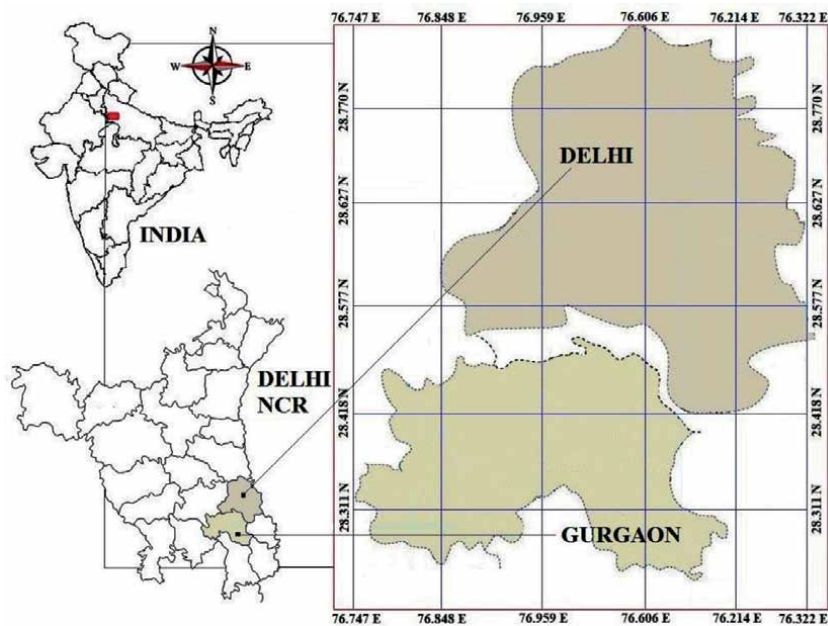 76.747 E 76.848 E 76.959 E 76.606 E 76.214 E 76.322 E
N
W E
S
28.770 N 28.770 N
DELHI
28.627 N 28.627 N
INDIA
28.577 N 28.577 N
DELHI
NCR
28.418 N 28.418 N
28.311 N 28.311 N
GURGAON
76.747 E 76.848 E 76.959 E 76.606 E 76.214 E 76.322 E